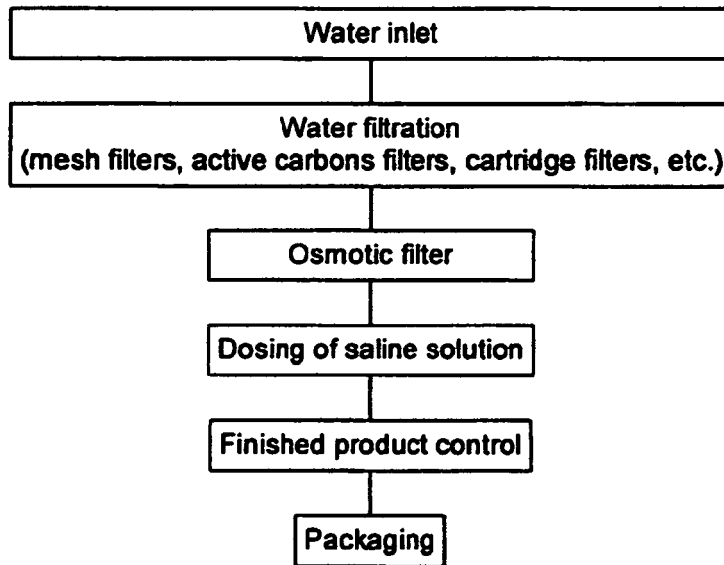 Water inlet
Water filtration
(mesh filters, active carbons filters, cartridge filters, etc.)
Osmotic filter
Dosing of saline solution
Finished product control
Packaging